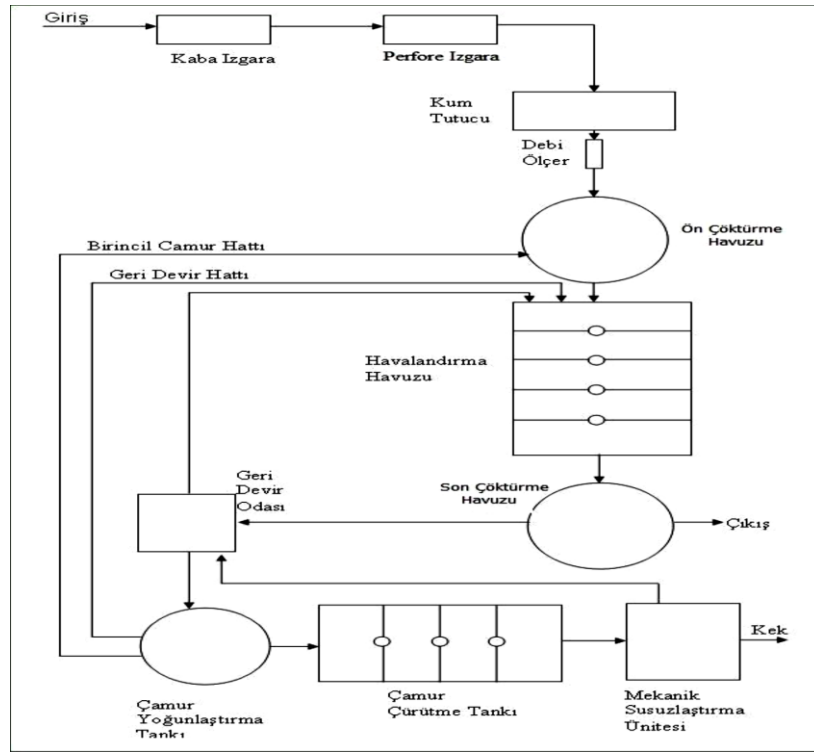 Giriş
Kaba Izgara
Perfore Izgara
Kum
Tutucu
Debi
Ölçer
Ön Çöktürme
Havuzu
Birincil Camur Hattı
Geri Devir Hattı
Havalandırma
Havuzu
Geri
Devir
Odası
Son Çöktürme
Havuzu
Çıkış
Kek
Çamur
Yoğunlaştırma
Tankı
Çamur
Çürütme Tankı
Mekanik
Susuzlaştırma
Ünitesi